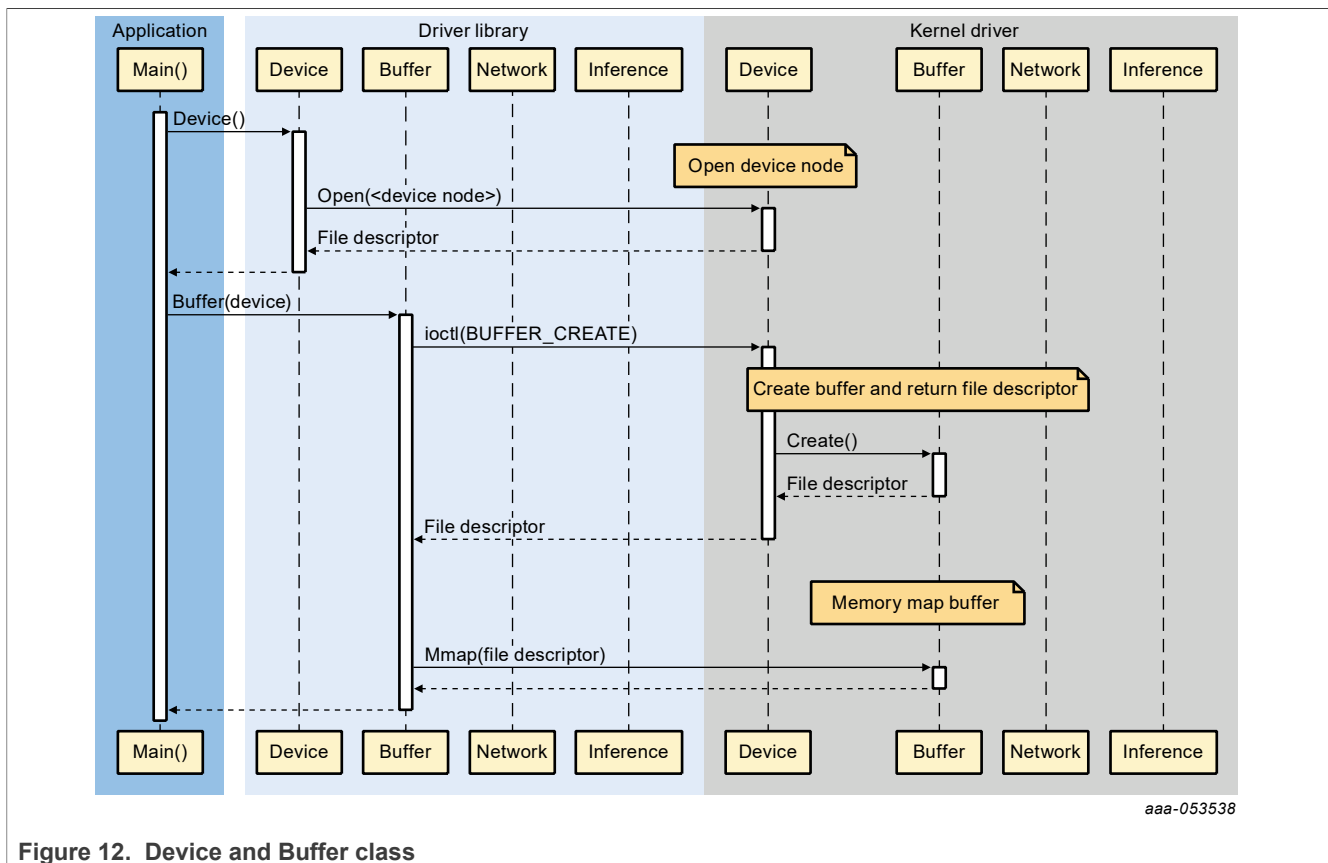 Application
Driver library
Kernel driver
Main()
Device
Buffer
Network
Inference
Device
Buffer
Network
Inference
Device()
Open device node
Open(<device node>)
File descriptor
Buffer(device)
ioctl(BUFFER_CREATE)
Create buffer and return file descriptor
Create()
File descriptor
File descriptor
Memory map buffer
Mmap(file descriptor)
Main()
Device
Buffer
Network
Inference
Device
Buffer
Network
Inference
aaa-053538
Figure 12. Device and Buffer class